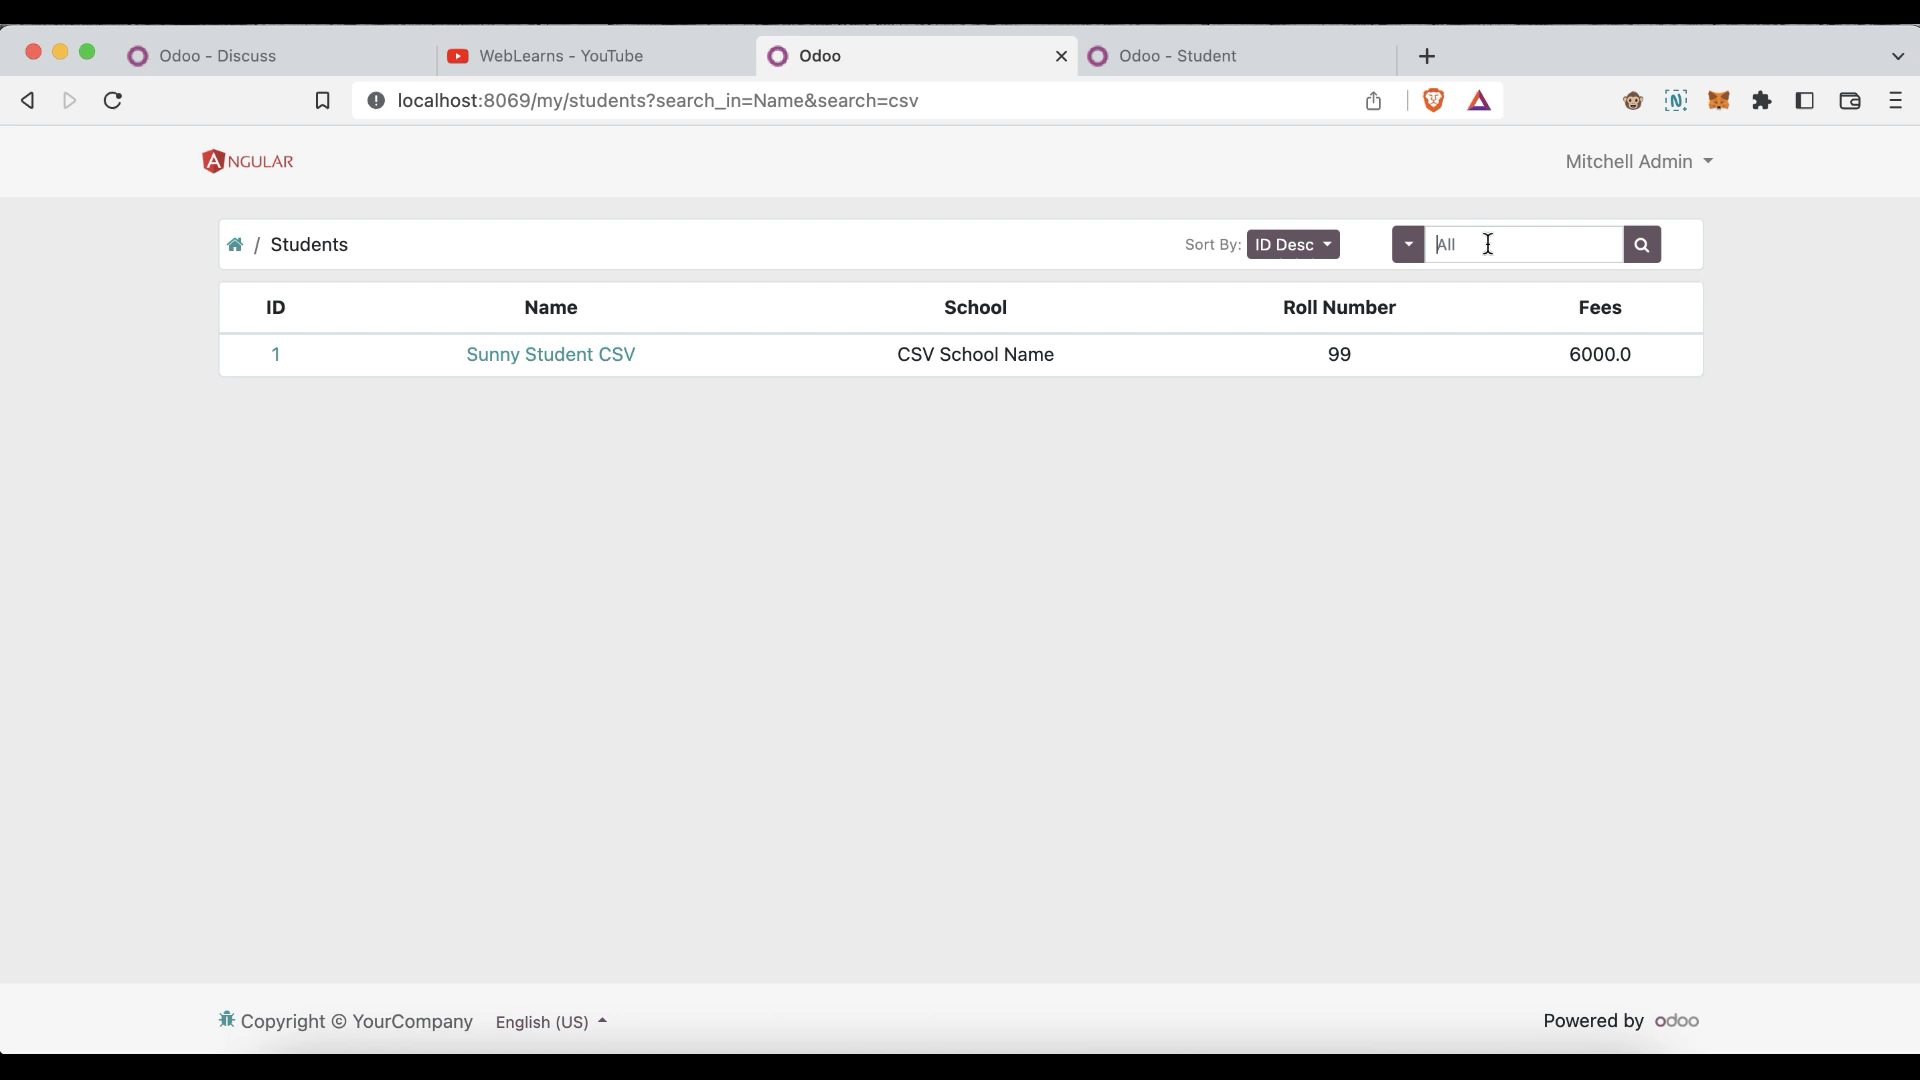 Odoo - Discuss
WebLearns - YouTube
Odoo
Odoo - Student
localhost:8069/my/students?search_in=Name&search=csv
ANGULAR
Mitchell Admin
/ Students
Sort By: ID Desc
All
ID Name School Roll Number Fees
1 Sunny Student CSV CSV School Name 99 6000.0
Copyright © YourCompany English (US)
Powered by odoo